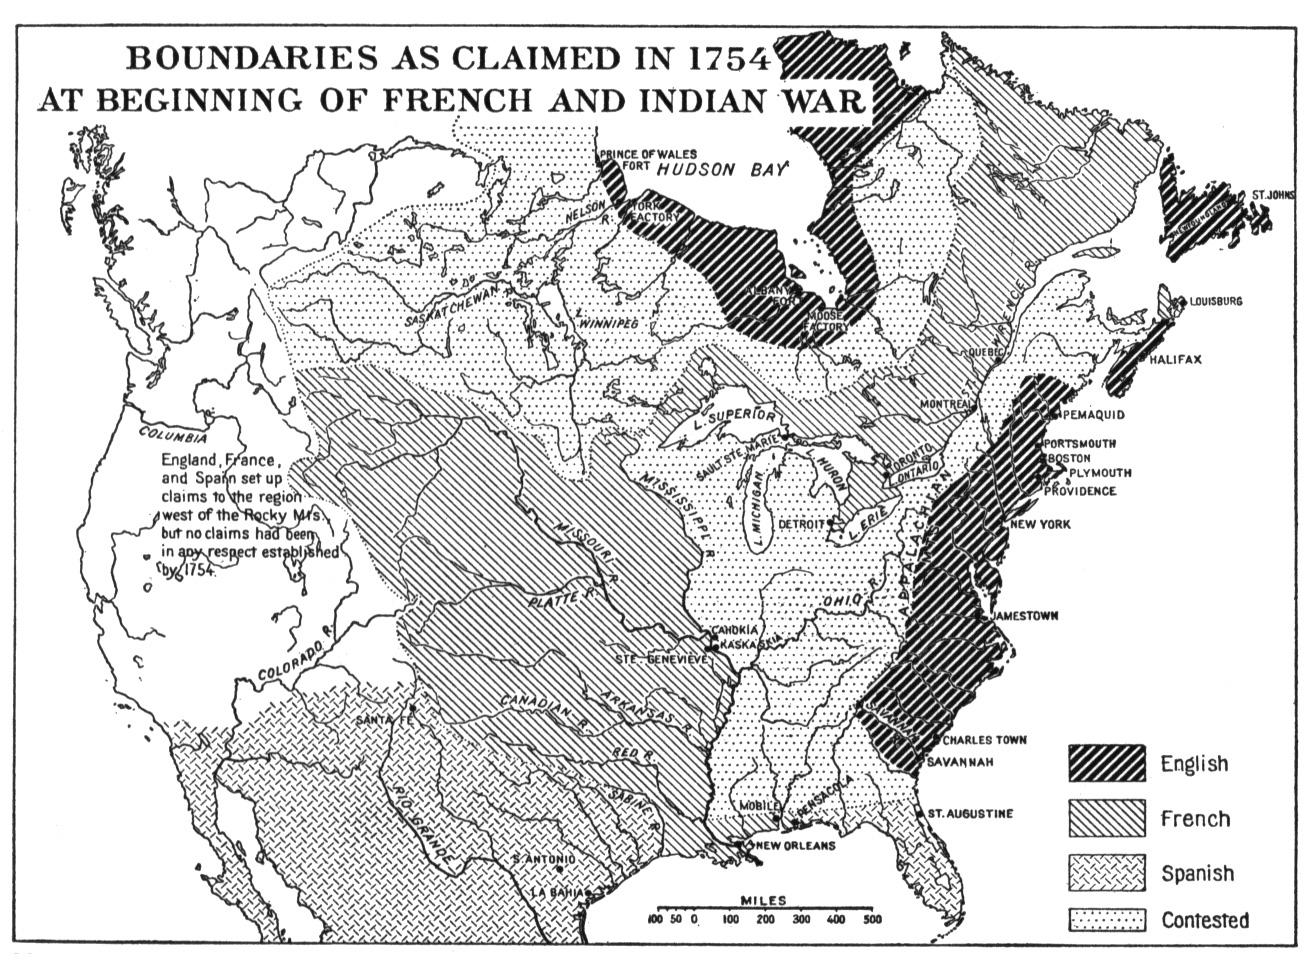 BOUNDARIES AS CLAIMED IN 1754
AT BEGINNING OF FRENCH AND INDIAN WAR
PRINCE OF WALES
FORT
HUDSON BAY
NELSON
R.
YORK
FACTORY
ST. JOHNS
NEWFOUNDLAND
ALBANY
FORT
MOOSE
FACTORY
SASKATCHEWAN R.
L.
WINNIPEG
LOUISBURG
HALIFAX
QUEBEC
LAWRENCE R.
MONTREAL
PEMAQUID
PORTSMOUTH
BOSTON
PLYMOUTH
PROVIDENCE
NEW YORK
L. SUPERIOR
SAULT STE. MARIE
L. MICHIGAN
HURON
TORONTO
ONTARIO
L. ERIE
DETROIT
COLUMBIA
England, France,
and Spain set up
claims to the region
west of the Rocky Mts.,
but no claims had been
in any respect established
by 1754.
MISSISSIPPI R.
MISSOURI R.
PLATTE R.
OHIO R.
APPALACHIAN
MTS.
JAMESTOWN
CAHOKIA
KASKASKIA
STE. GENEVIEVE
COLORADO R.
CANADIAN R.
ARKANSAS R.
SANTA FE
RED R.
SABINE R.
RIO GRANDE
SAVANNAH
CHARLES TOWN
SAVANNAH
MOBILE
PENSACOLA
ST. AUGUSTINE
NEW ORLEANS
S. ANTONIO
LA BAHIA
MILES
100 50 0 100 200 300 400 500
English
French
Spanish
Contested